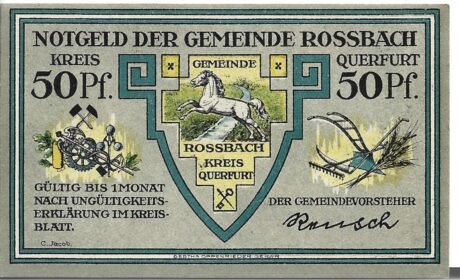 NOTGELD DER GEMEINDE ROSSBACH
KREIS
50 Pf.
GEMEINDE
ROSSBACH
KREIS
QUERFURT
QUERFURT
50 Pf.
GÜLTIG BIS 1 MONAT
NACH UNGÜLTIGKEITS-
ERKLÄRUNG IM KREIS-
BLATT.
C. Jacob.
DER GEMEINDEVORSTEHER
Rensch